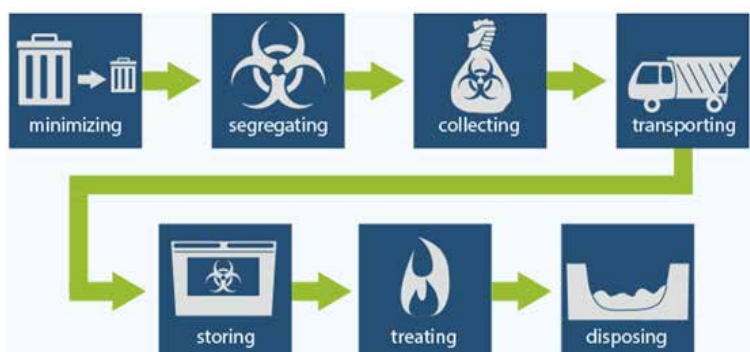 minimizing
segregating
collecting
transporting
storing
treating
disposing